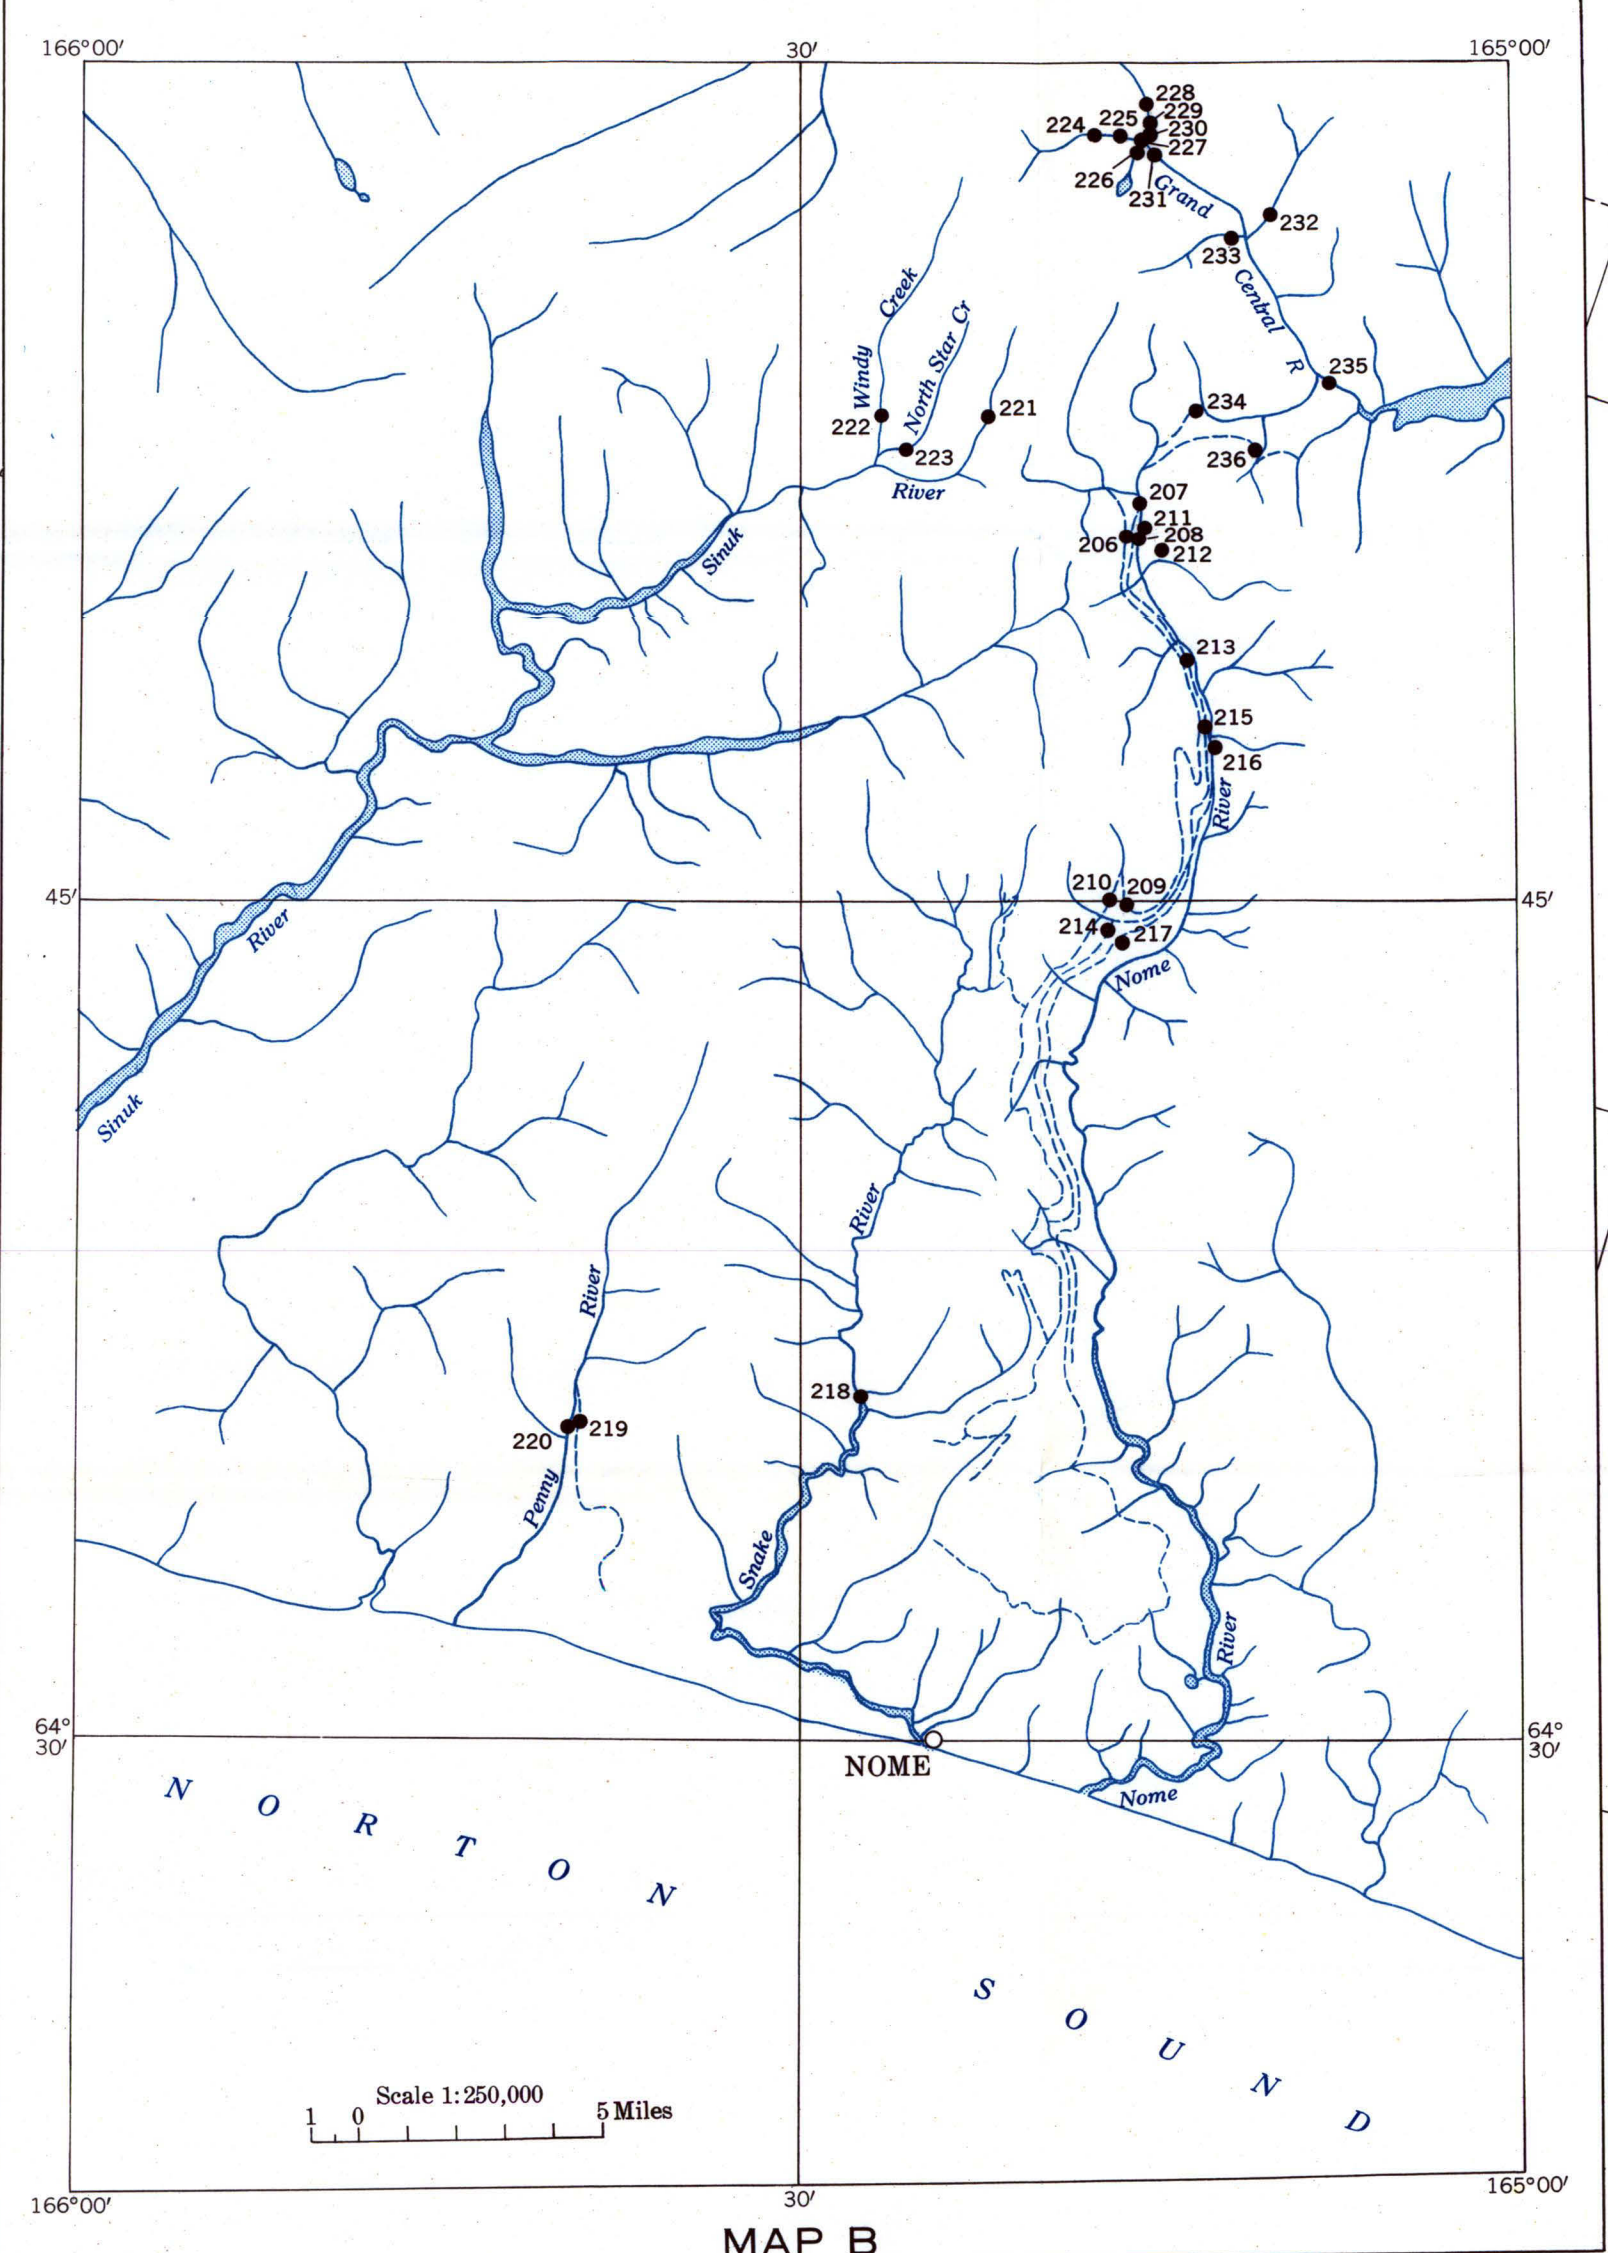 166°00′ 30′ 165°00′
228
229
224 225 230
227
226
231
Grand
232
233
Central
R
Windy Creek
North Star Cr
235
221
234
222
223
236
River
207
211
206 208
212
Sinuk
213
215
216
River
210 209
45′ 45′
214 217
River
Nome
Sinuk
River
River
218
219
220
Penny
Snake
River
64°
30′
64°
30′
NOME
Nome
NORTON
SOUND
Scale 1:250,000
1 0 5 Miles
166°00′ 30′ 165°00′
MAP B